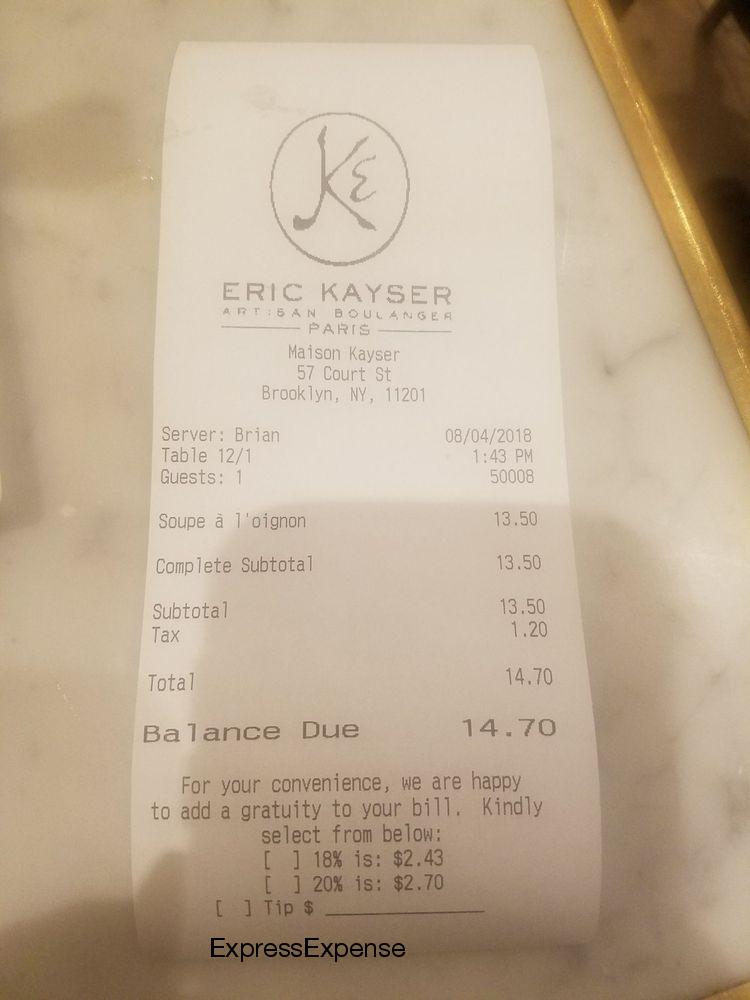 KE
ERIC KAYSER
ARTISAN BOULANGER
PARIS
Maison Kayser
57 Court St
Brooklyn, NY, 11201
Server: Brian 08/04/2018
Table 12/1 1:43 PM
Guests: 1 50008
Soupe à l'oignon 13.50
Complete Subtotal 13.50
Subtotal 13.50
Tax 1.20
Total 14.70
Balance Due 14.70
For your convenience, we are happy
to add a gratuity to your bill. Kindly
select from below:
[ ] 18% is: $2.43
[ ] 20% is: $2.70
[ ] Tip $ ____________
ExpressExpense